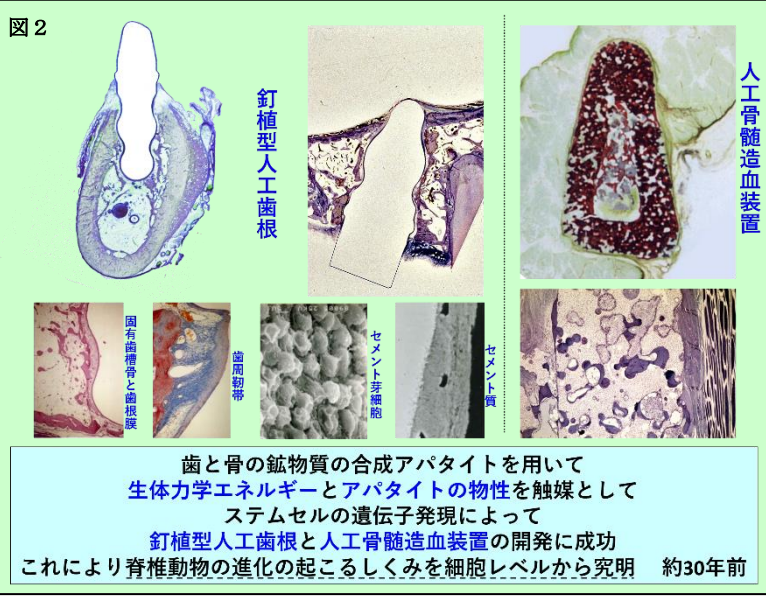 図２
釘植型人工歯根
人工骨髄造血装置
固有歯槽骨と歯根膜
歯周靭帯
セメント芽細胞
セメント質
歯と骨の鉱物質の合成アパタイトを用いて
生体力学エネルギーとアパタイトの物性を触媒として
ステムセルの遺伝子発現によって
釘植型人工歯根と人工骨髄造血装置の開発に成功
これにより脊椎動物の進化の起こるしくみを細胞レベルから究明　約30年前